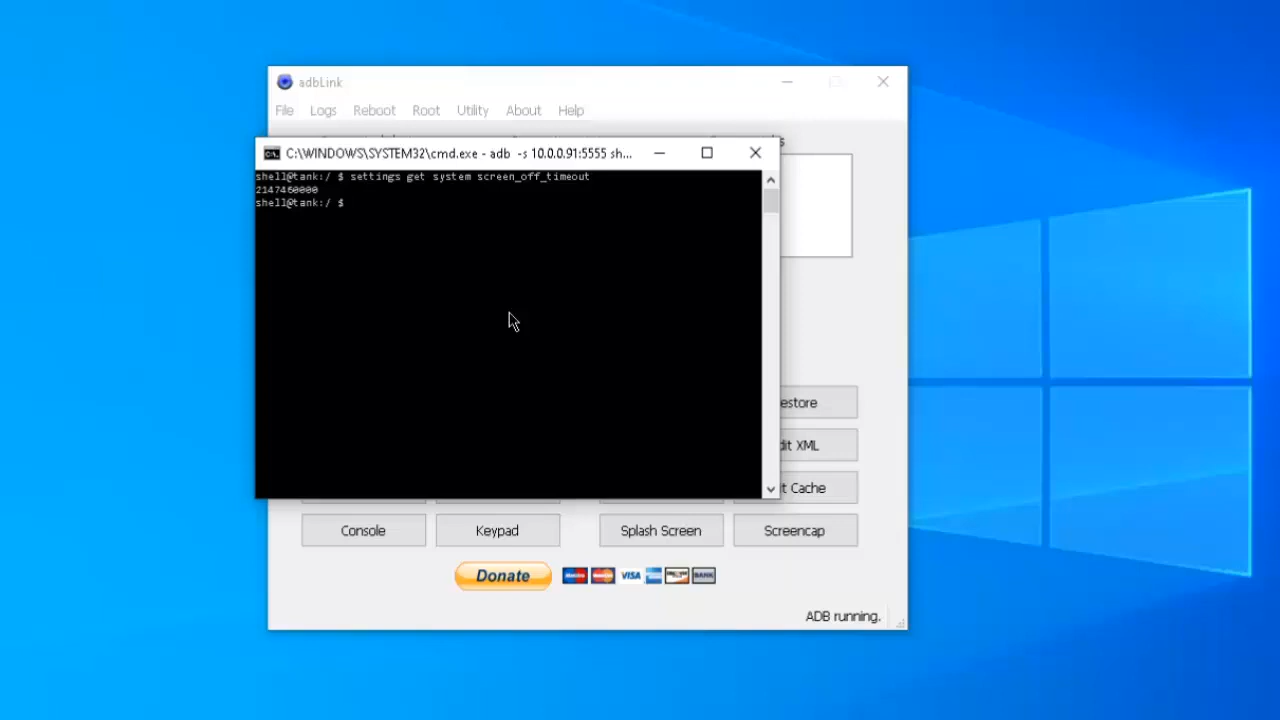 adbLink
File Logs Reboot Root Utility About Help
C:\WINDOWS\SYSTEM32\cmd.exe - adb -s 10.0.0.91:5555 sh...
shell@tank:/ $ settings get system screen_off_timeout
2147460000
shell@tank:/ $
estore
dit XML
t Cache
Console Keypad Splash Screen Screencap
Donate VISA BANK
ADB running.